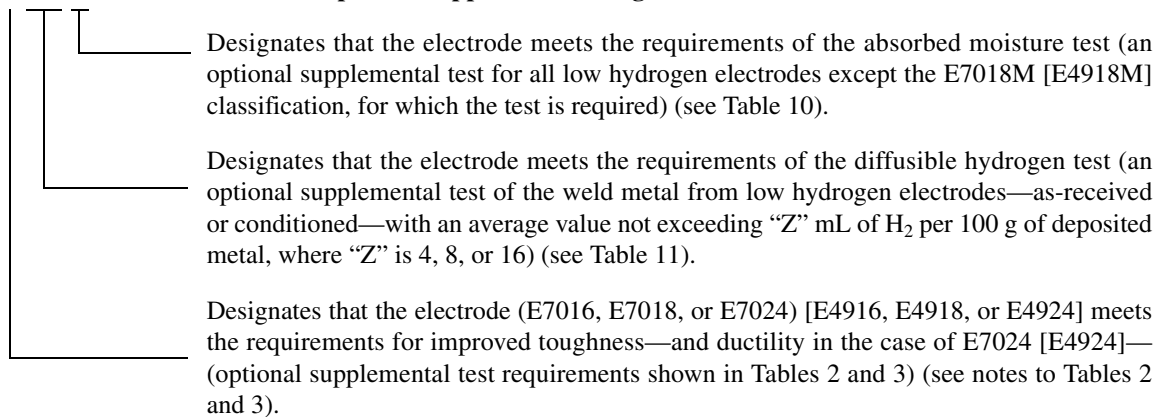 Designates that the electrode meets the requirements of the absorbed moisture test (an
optional supplemental test for all low hydrogen electrodes except the E7018M [E4918M]
classification, for which the test is required) (see Table 10).
Designates that the electrode meets the requirements of the diffusible hydrogen test (an
optional supplemental test of the weld metal from low hydrogen electrodes—as-received
or conditioned—with an average value not exceeding “Z” mL of H₂ per 100 g of deposited
metal, where “Z” is 4, 8, or 16) (see Table 11).
Designates that the electrode (E7016, E7018, or E7024) [E4916, E4918, or E4924] meets
the requirements for improved toughness—and ductility in the case of E7024 [E4924]—
(optional supplemental test requirements shown in Tables 2 and 3) (see notes to Tables 2
and 3).